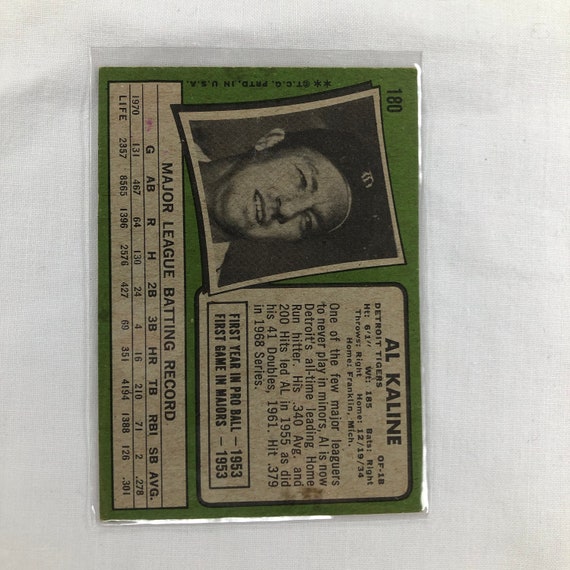 180
**©T.C.G. PRTD. IN U.S.A.
AL KALINE
OF-1B
DETROIT TIGERS
Ht: 6'1" Wt: 185 Bats: Right
Throws: Right Home: 12/19/34
Home: Franklin, Mich.
One of the few major leaguers
to never play in minors, Al is now
Detroit's all-time leading Home
Run hitter. His .340 Avg. and
200 Hits led AL in 1955 as did
his 41 Doubles, 1961. Hit .379
in 1968 Series.
FIRST YEAR IN PRO BALL — 1953
FIRST GAME IN MAJORS — 1953
MAJOR LEAGUE BATTING RECORD
G AB R H 2B 3B HR TB RBI SB AVG.
1970 131 467 64 130 24 4 16 210 71 2 .278
LIFE 2357 8565 1396 2576 427 69 351 4194 1388 126 .301